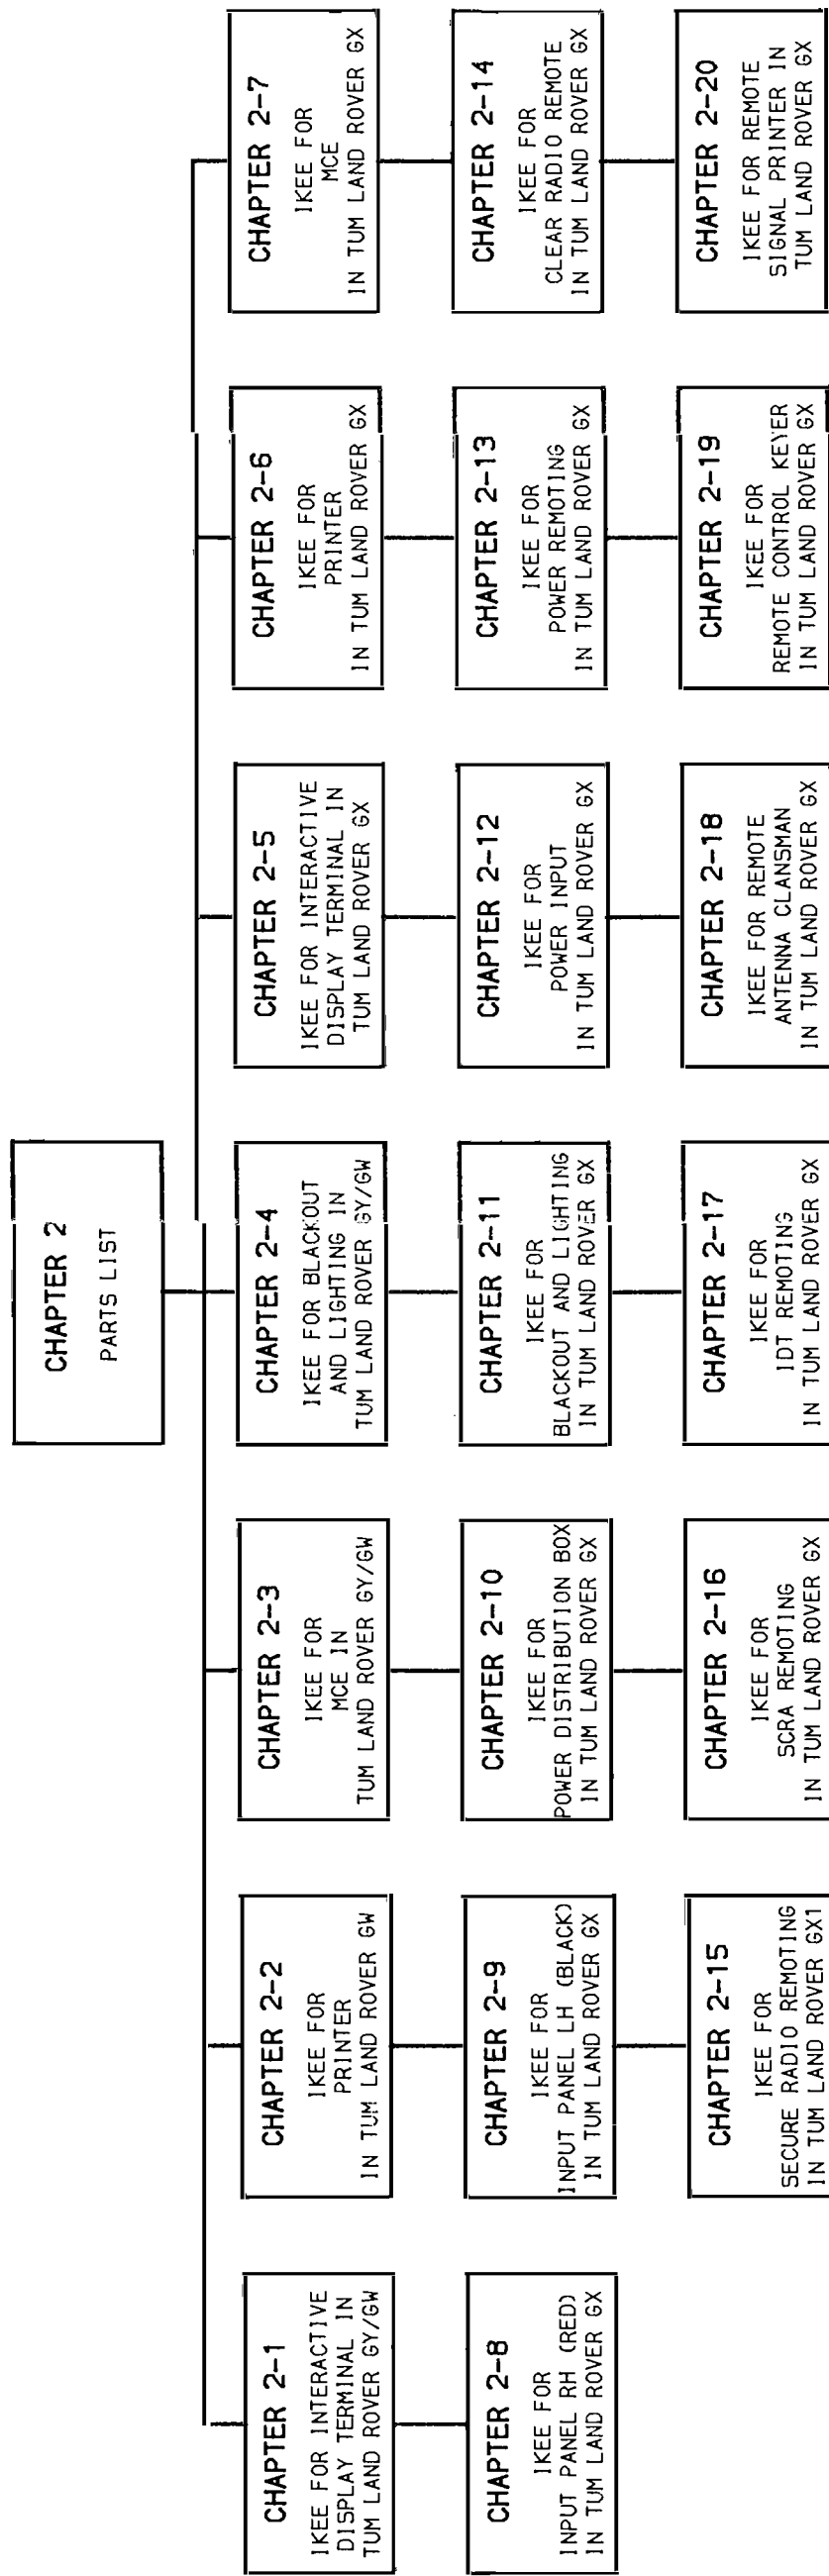 CHAPTER 2
PARTS LIST
CHAPTER 2-1
IKEE FOR INTERACTIVE
DISPLAY TERMINAL IN
TUM LAND ROVER GY/GW
CHAPTER 2-2
IKEE FOR
PRINTER
IN TUM LAND ROVER GW
CHAPTER 2-3
IKEE FOR
MCE IN
TUM LAND ROVER GY/GW
CHAPTER 2-4
IKEE FOR BLACKOUT
AND LIGHTING IN
TUM LAND ROVER GY/GW
CHAPTER 2-5
IKEE FOR INTERACTIVE
DISPLAY TERMINAL IN
TUM LAND ROVER GX
CHAPTER 2-6
IKEE FOR
PRINTER
IN TUM LAND ROVER GX
CHAPTER 2-7
IKEE FOR
MCE
IN TUM LAND ROVER GX
CHAPTER 2-8
IKEE FOR
INPUT PANEL RH (RED)
IN TUM LAND ROVER GX
CHAPTER 2-9
IKEE FOR
INPUT PANEL LH (BLACK)
IN TUM LAND ROVER GX
CHAPTER 2-10
IKEE FOR
POWER DISTRIBUTION BOX
IN TUM LAND ROVER GX
CHAPTER 2-11
IKEE FOR
BLACKOUT AND LIGHTING
IN TUM LAND ROVER GX
CHAPTER 2-12
IKEE FOR
POWER INPUT
IN TUM LAND ROVER GX
CHAPTER 2-13
IKEE FOR
POWER REMOTING
IN TUM LAND ROVER GX
CHAPTER 2-14
IKEE FOR
CLEAR RADIO REMOTE
IN TUM LAND ROVER GX
CHAPTER 2-15
IKEE FOR
SECURE RADIO REMOTING
IN TUM LAND ROVER GX1
CHAPTER 2-16
IKEE FOR
SCRA REMOTING
IN TUM LAND ROVER GX
CHAPTER 2-17
IKEE FOR
IDT REMOTING
IN TUM LAND ROVER GX
CHAPTER 2-18
IKEE FOR REMOTE
ANTENNA CLANSMAN
IN TUM LAND ROVER GX
CHAPTER 2-19
IKEE FOR
REMOTE CONTROL KEYER
IN TUM LAND ROVER GX
CHAPTER 2-20
IKEE FOR REMOTE
SIGNAL PRINTER IN
TUM LAND ROVER GX